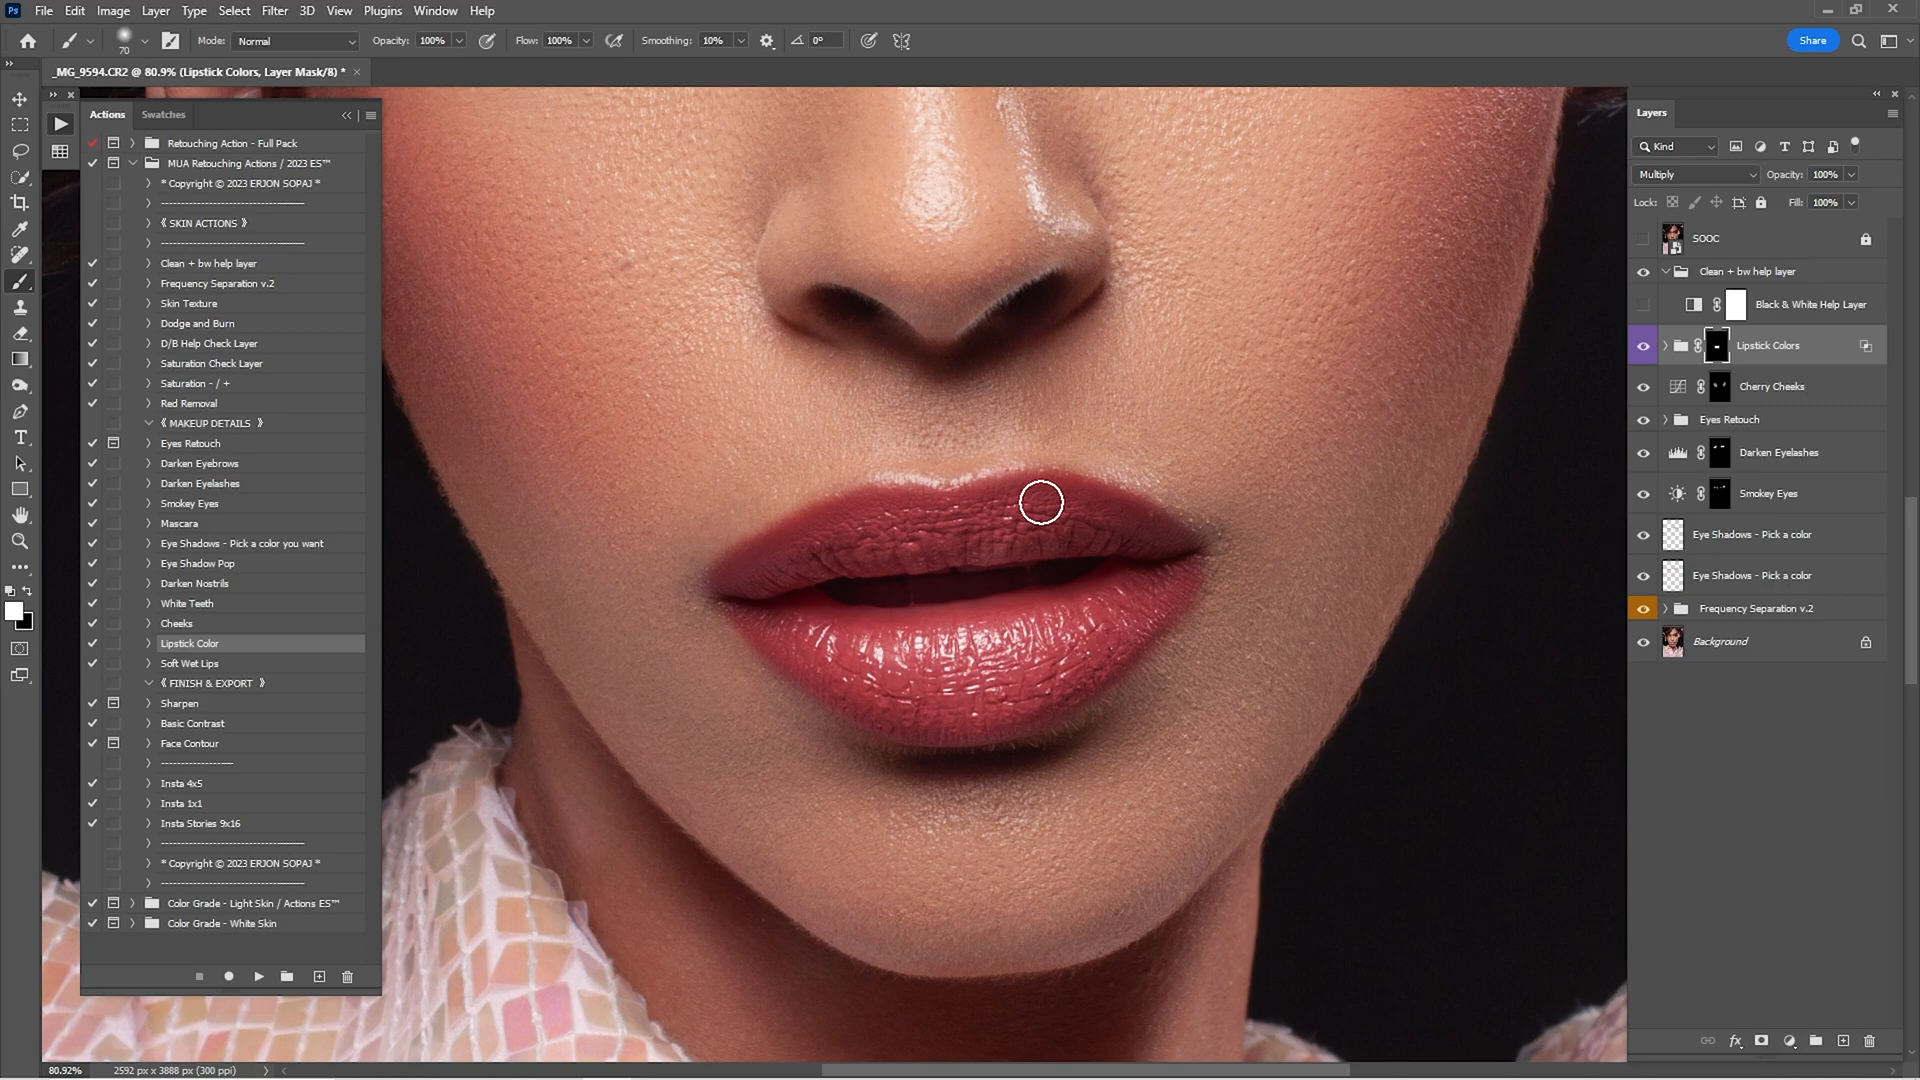 Ps File Edit Image Layer Type Select Filter 3D View Plugins Window Help
70 Mode: Normal Opacity: 100% Flow: 100% Smoothing: 10% 0° Share
_MG_9594.CR2 @ 80.9% (Lipstick Colors, Layer Mask/8) * ×
Actions Swatches
Retouching Action - Full Pack
MUA Retouching Actions / 2023 ES™
* Copyright © 2023 ERJON SOPAJ *
-----------------------------------
《 SKIN ACTIONS 》
-----------------------------------
Clean + bw help layer
Frequency Separation v.2
Skin Texture
Dodge and Burn
D/B Help Check Layer
Saturation Check Layer
Saturation - / +
Red Removal
《 MAKEUP DETAILS 》
Eyes Retouch
Darken Eyebrows
Darken Eyelashes
Smokey Eyes
Mascara
Eye Shadows - Pick a color you want
Eye Shadow Pop
Darken Nostrils
White Teeth
Cheeks
Lipstick Color
Soft Wet Lips
《 FINISH & EXPORT 》
Sharpen
Basic Contrast
Face Contour
------------------
Insta 4x5
Insta 1x1
Insta Stories 9x16
-----------------------------------
* Copyright © 2023 ERJON SOPAJ *
-----------------------------------
Color Grade - Light Skin / Actions ES™
Color Grade - White Skin
Layers
Kind
Multiply Opacity: 100%
Lock: Fill: 100%
SOOC
Clean + bw help layer
Black & White Help Layer
Lipstick Colors
Cherry Cheeks
Eyes Retouch
Darken Eyelashes
Smokey Eyes
Eye Shadows - Pick a color
Eye Shadows - Pick a color
Frequency Separation v.2
Background
fx
80.92% 2592 px x 3888 px (300 ppi)